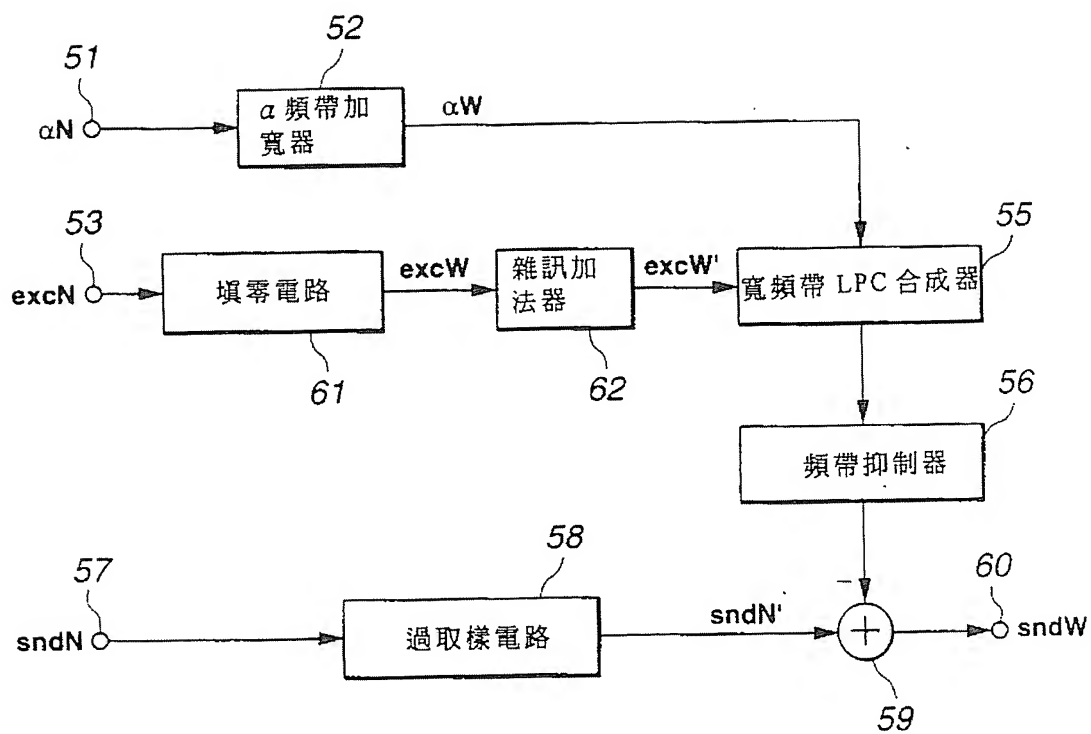 52
51
α頻帶加
寬器
αW
αN
53
55
excN
填零電路
excW
雜訊加
法器
excW'
寬頻帶 LPC 合成器
61
62
56
頻帶抑制器
57
58
60
sndN
過取樣電路
sndN'
−
+
sndW
59